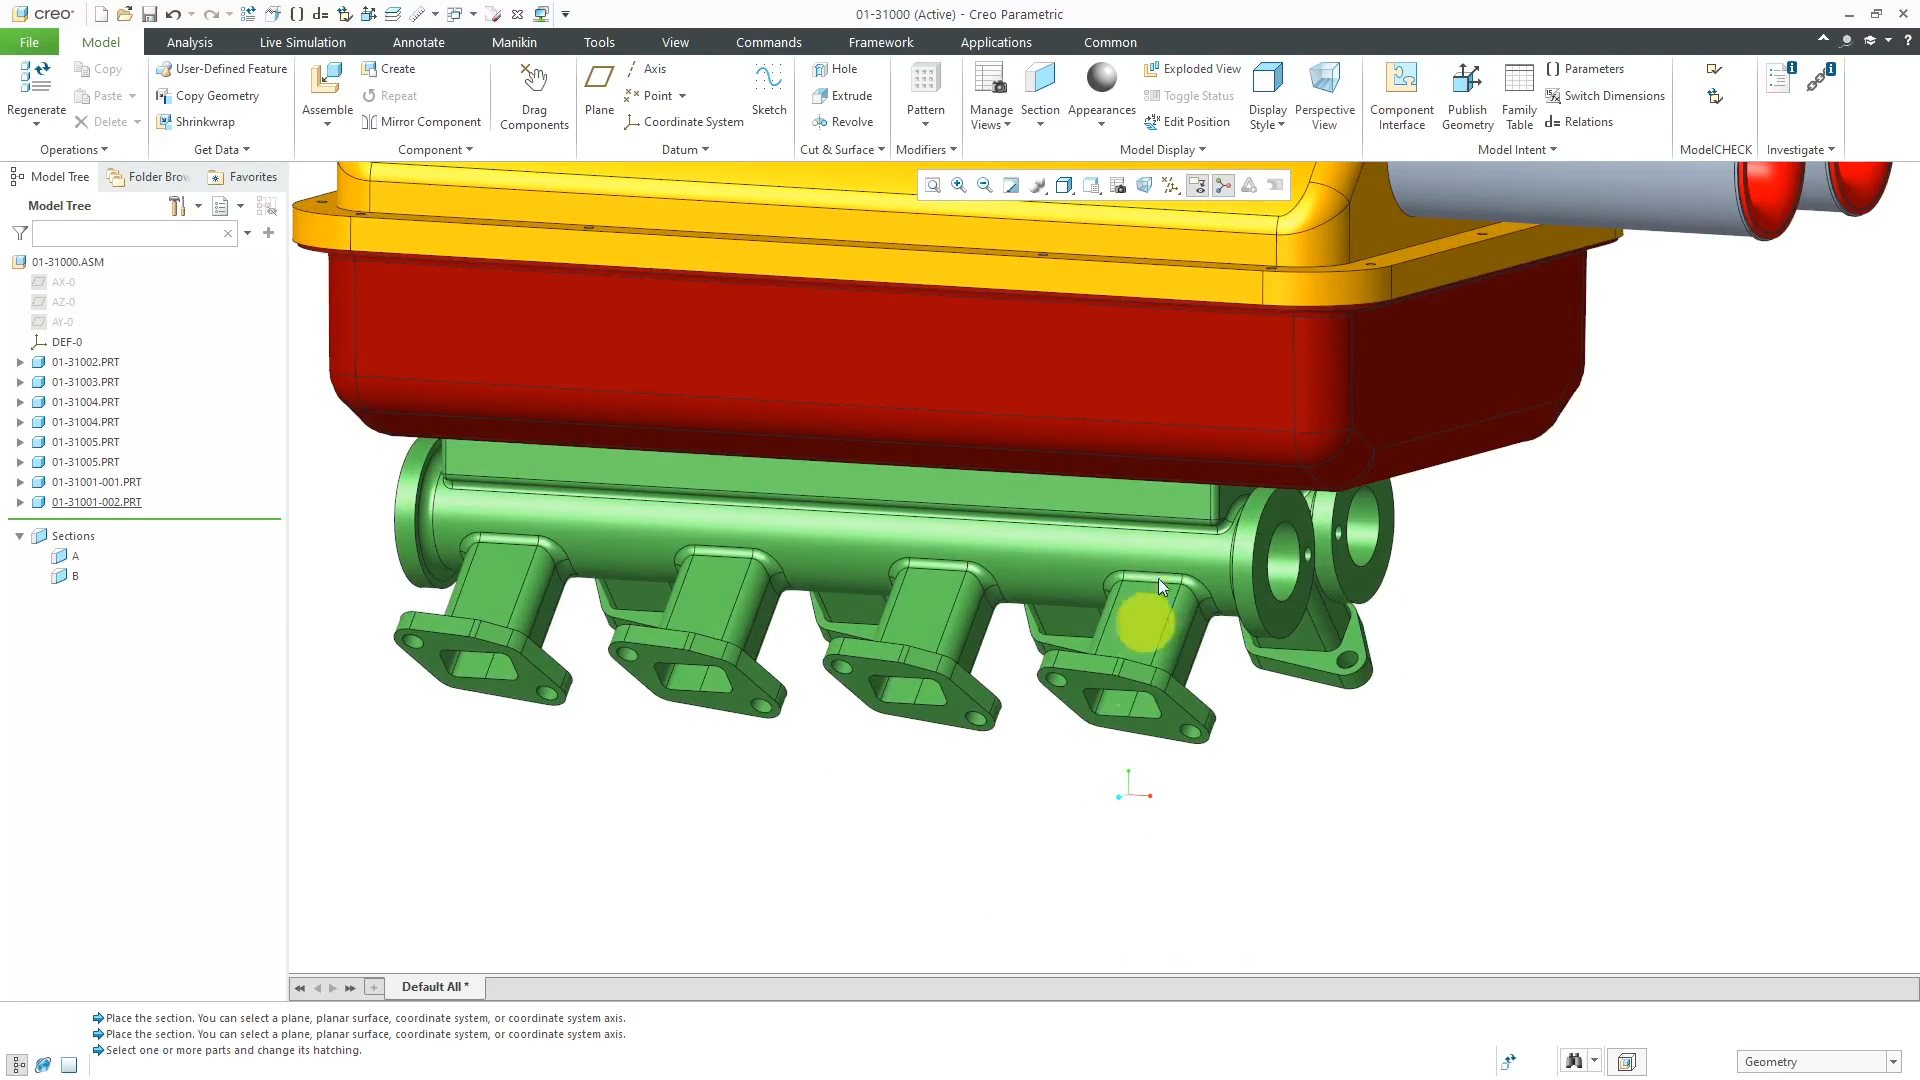 creo
01-31000 (Active) - Creo Parametric
File Model Analysis Live Simulation Annotate Manikin Tools View Commands Framework Applications Common
Regenerate
Copy
Paste
Delete
Operations
User-Defined Feature
Copy Geometry
Shrinkwrap
Get Data
Assemble
Create
Repeat
Mirror Component
Component
Drag Components
Plane
Axis
Point
Coordinate System
Sketch
Datum
Hole
Extrude
Revolve
Cut & Surface
Pattern
Modifiers
Manage Views
Section
Appearances
Exploded View
Toggle Status
Edit Position
Display Style
Perspective View
Model Display
Component Interface
Publish Geometry
Family Table
Parameters
Switch Dimensions
Relations
Model Intent
ModelCHECK
Investigate
Model Tree Folder Brow Favorites
Model Tree
01-31000.ASM
AX-0
AZ-0
AY-0
DEF-0
01-31002.PRT
01-31003.PRT
01-31004.PRT
01-31004.PRT
01-31005.PRT
01-31005.PRT
01-31001-001.PRT
01-31001-002.PRT
Sections
A
B
Default All *
Place the section. You can select a plane, planar surface, coordinate system, or coordinate system axis.
Place the section. You can select a plane, planar surface, coordinate system, or coordinate system axis.
Select one or more parts and change its hatching.
Geometry